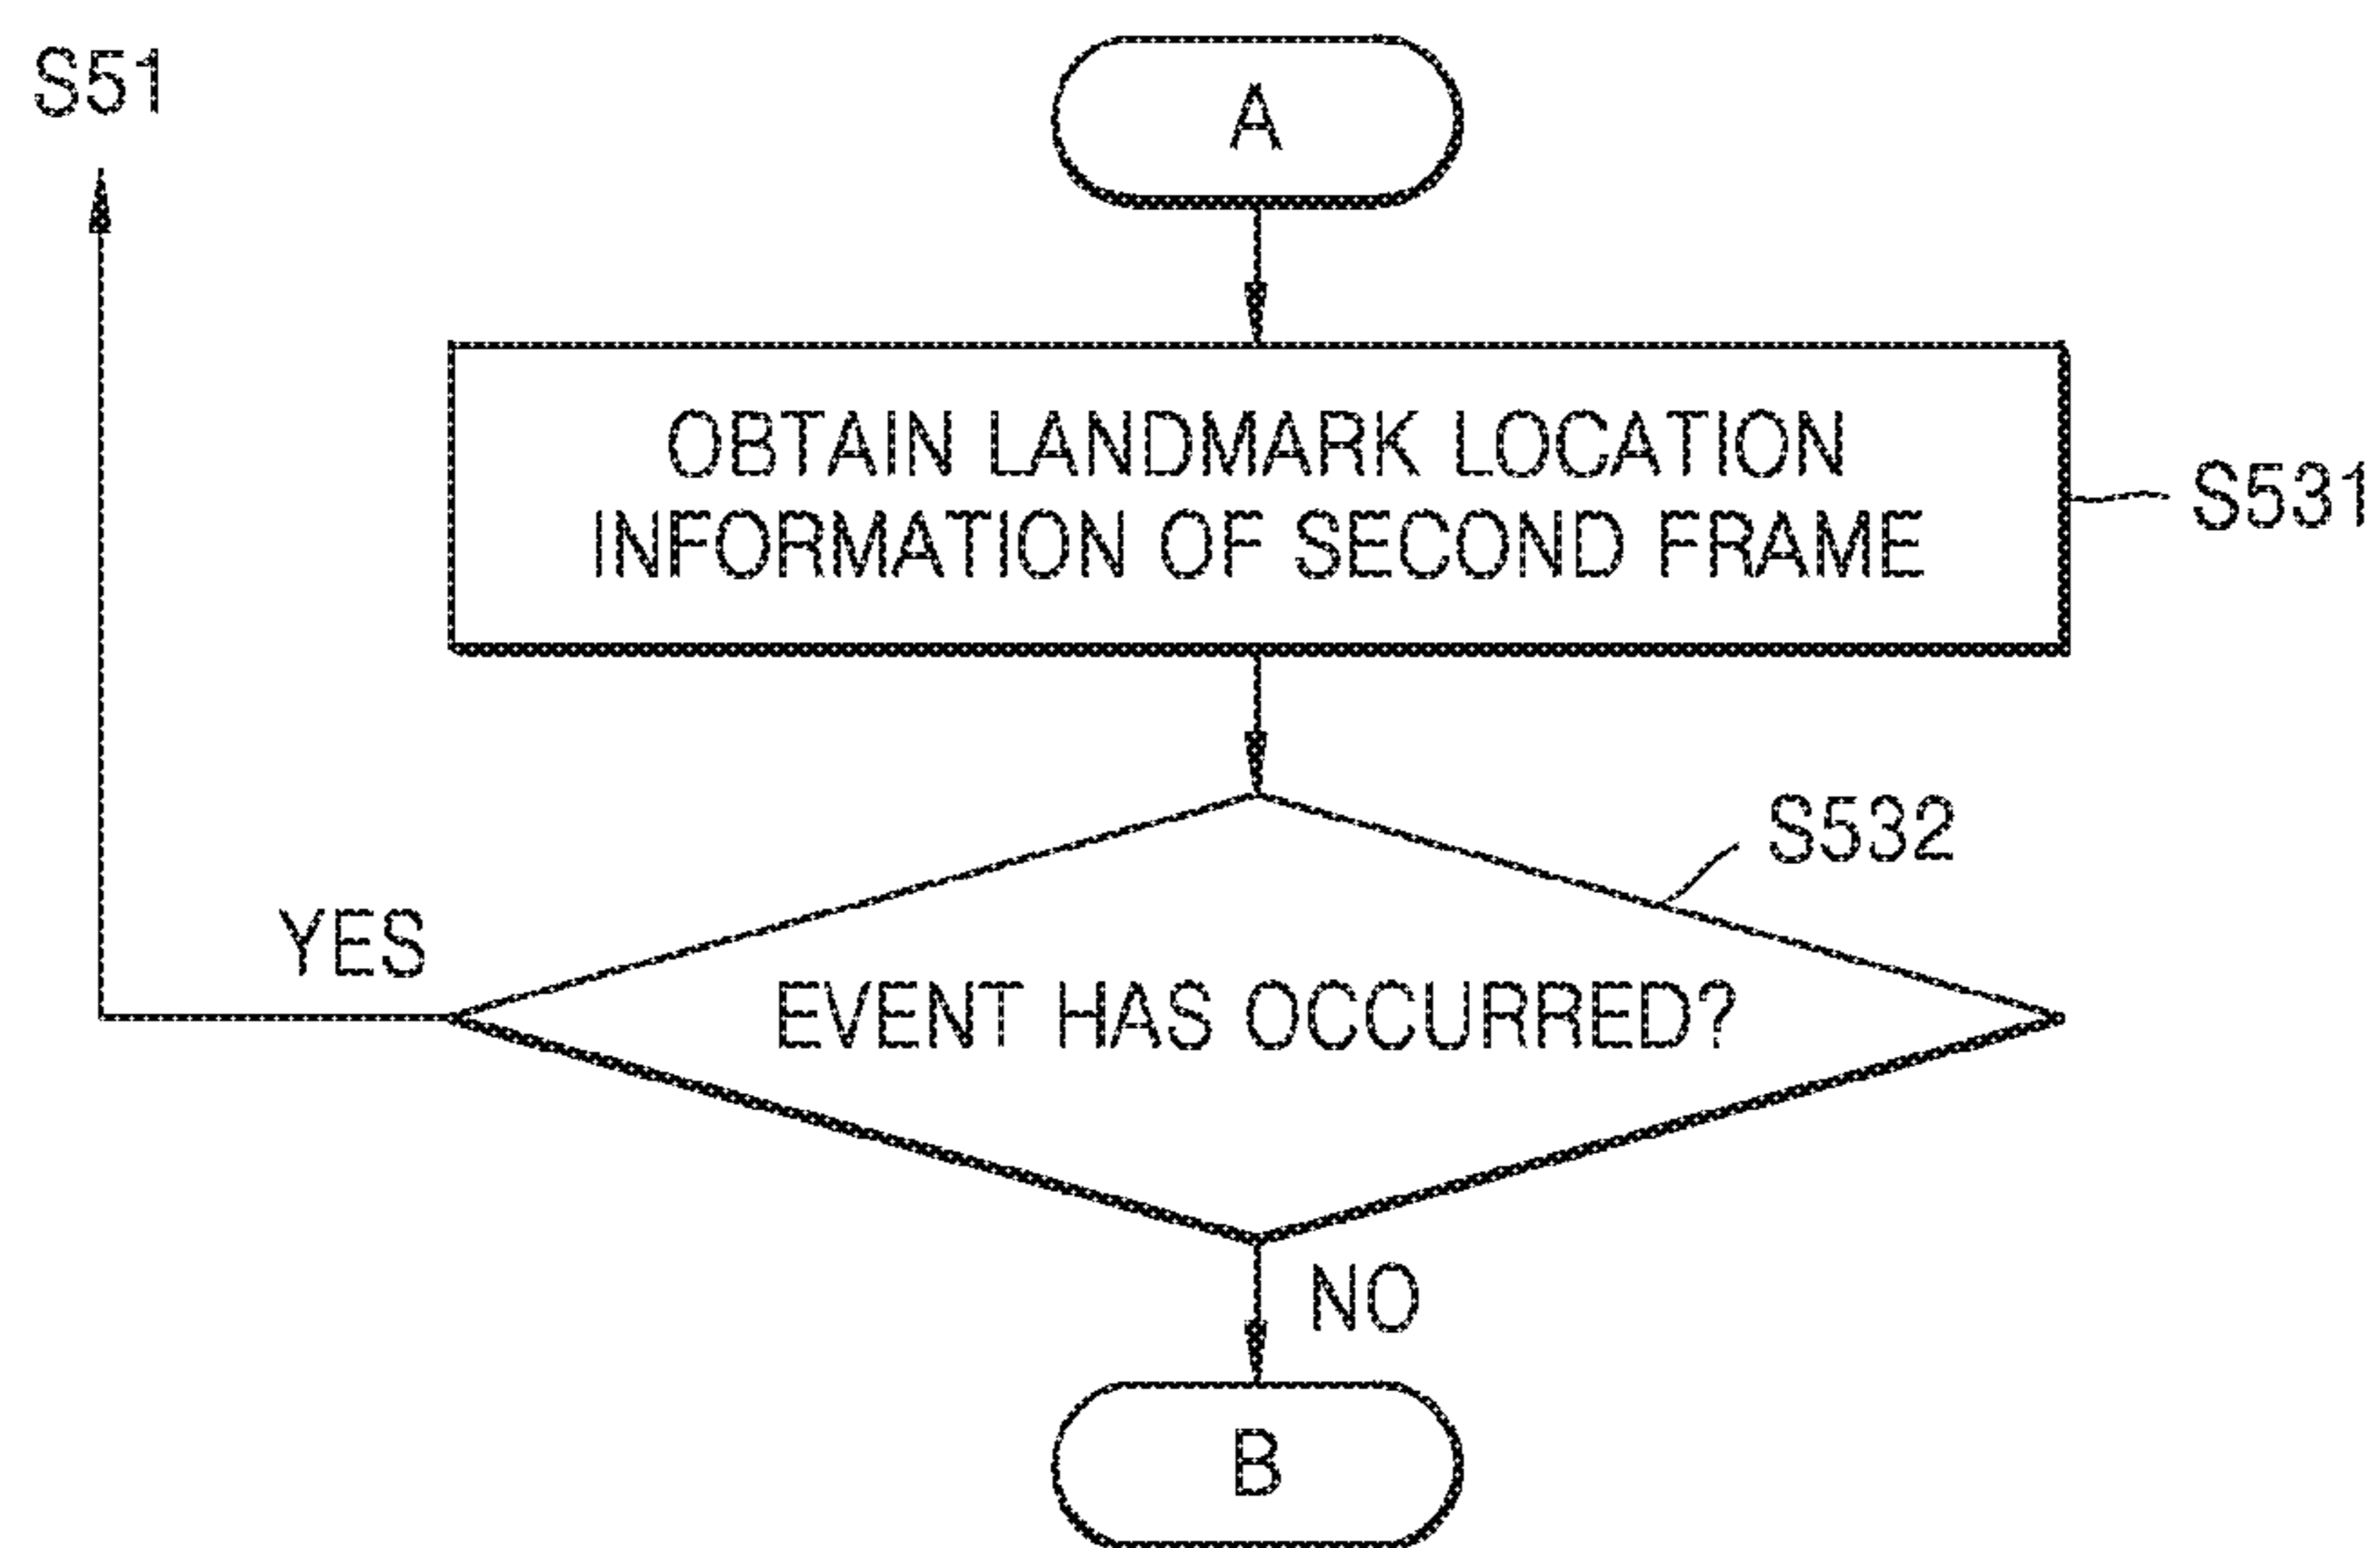 S51
A
OBTAIN LANDMARK LOCATION
INFORMATION OF SECOND FRAME
S531
S532
YES
EVENT HAS OCCURRED?
NO
B